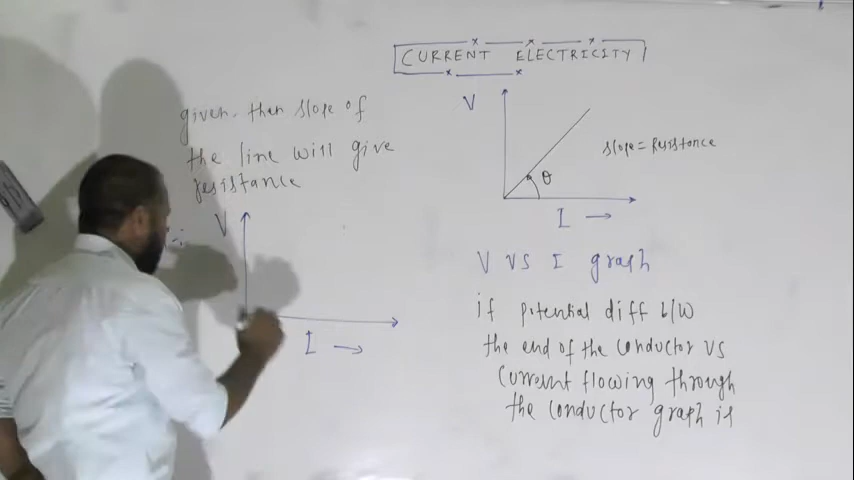 CURRENT ELECTRICITY
V
slope = Resistance
θ
I →
V VS I graph
if potential diff b/w
the end of the conductor VS
Current flowing through
the conductor graph is
given. then slope of
the line will give
resistance
V
I →